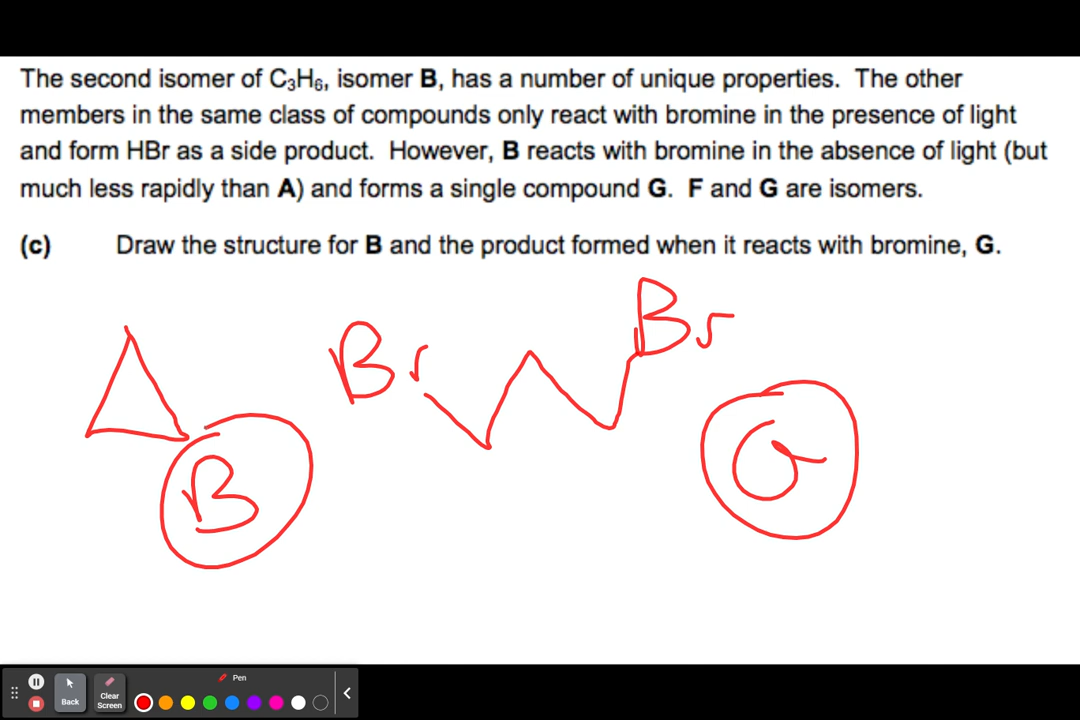 The second isomer of C₃H₆, isomer B, has a number of unique properties. The other
members in the same class of compounds only react with bromine in the presence of light
and form HBr as a side product. However, B reacts with bromine in the absence of light (but
much less rapidly than A) and forms a single compound G. F and G are isomers.
(c) Draw the structure for B and the product formed when it reacts with bromine, G.
Br Br
B G
Pen
Back Clear
Screen